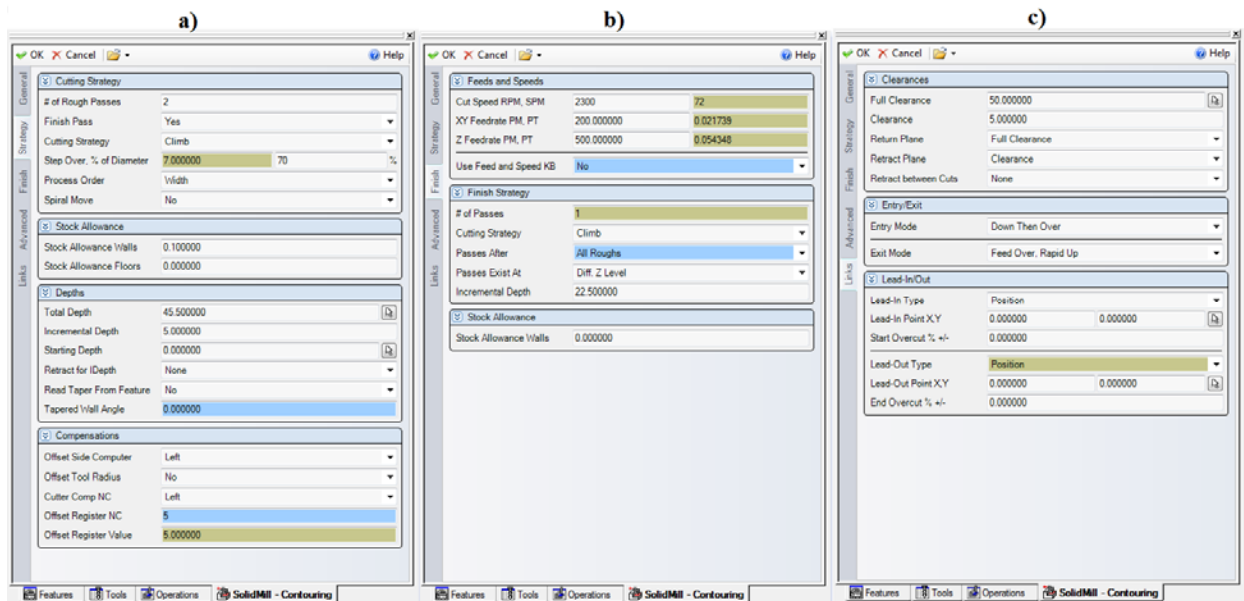 a)
OK Cancel Help
General
Strategy
Finish
Advanced
Links
Cutting Strategy
# of Rough Passes 2
Finish Pass Yes
Cutting Strategy Climb
Step Over, % of Diameter 7.000000 70 %
Process Order Width
Spiral Move No
Stock Allowance
Stock Allowance Walls 0.100000
Stock Allowance Floors 0.000000
Depths
Total Depth 45.500000
Incremental Depth 5.000000
Starting Depth 0.000000
Retract for IDepth None
Read Taper From Feature No
Tapered Wall Angle 0.000000
Compensations
Offset Side Computer Left
Offset Tool Radius No
Cutter Comp NC Left
Offset Register NC 5
Offset Register Value 5.000000
Features Tools Operations SolidMill - Contouring
b)
OK Cancel Help
General
Strategy
Finish
Advanced
Links
Feeds and Speeds
Cut Speed RPM, SPM 2300 72
XY Feedrate PM, PT 200.000000 0.021739
Z Feedrate PM, PT 500.000000 0.054348
Use Feed and Speed KB No
Finish Strategy
# of Passes 1
Cutting Strategy Climb
Passes After All Roughs
Passes Exist At Diff. Z Level
Incremental Depth 22.500000
Stock Allowance
Stock Allowance Walls 0.000000
Features Tools Operations SolidMill - Contouring
c)
OK Cancel Help
General
Strategy
Finish
Advanced
Links
Clearances
Full Clearance 50.000000
Clearance 5.000000
Return Plane Full Clearance
Retract Plane Clearance
Retract between Cuts None
Entry/Exit
Entry Mode Down Then Over
Exit Mode Feed Over, Rapid Up
Lead-In/Out
Lead-In Type Position
Lead-In Point X,Y 0.000000 0.000000
Start Overcut % +/- 0.000000
Lead-Out Type Position
Lead-Out Point X,Y 0.000000 0.000000
End Overcut % +/- 0.000000
Features Tools Operations SolidMill - Contouring